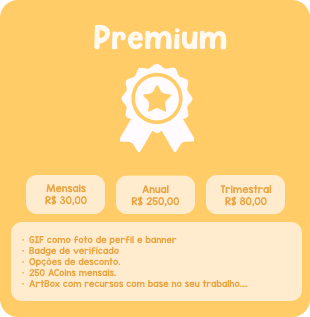 Premium
Mensais Anual Trimestral
R$ 30,00 R$ 250,00 R$ 80,00
· GIF como foto de perfil e banner
· Badge de verificado
· Opções de desconto.
· 250 ACoins mensais.
· ArtBox com recursos com base no seu trabalho....